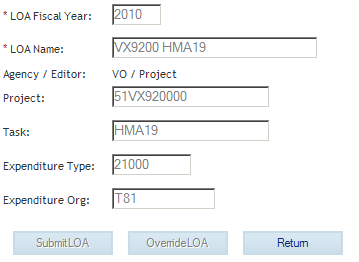 * LOA Fiscal Year: 2010
* LOA Name: VX9200 HMA19
Agency / Editor: VO / Project
Project: 51VX920000
Task: HMA19
Expenditure Type: 21000
Expenditure Org: T81
SubmitLOA OverrideLOA Return